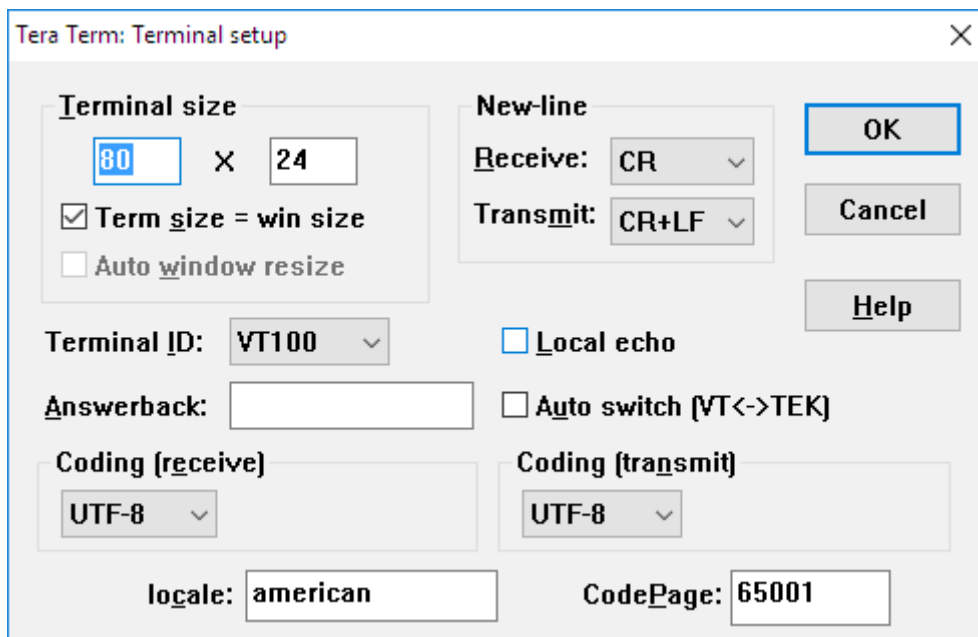 Tera Term: Terminal setup
Terminal size
80 X 24
Term size = win size
Auto window resize
New-line
Receive: CR
Transmit: CR+LF
OK
Cancel
Help
Terminal ID: VT100
Local echo
Answerback:
Auto switch (VT<->TEK)
Coding (receive)
UTF-8
Coding (transmit)
UTF-8
locale: american
CodePage: 65001